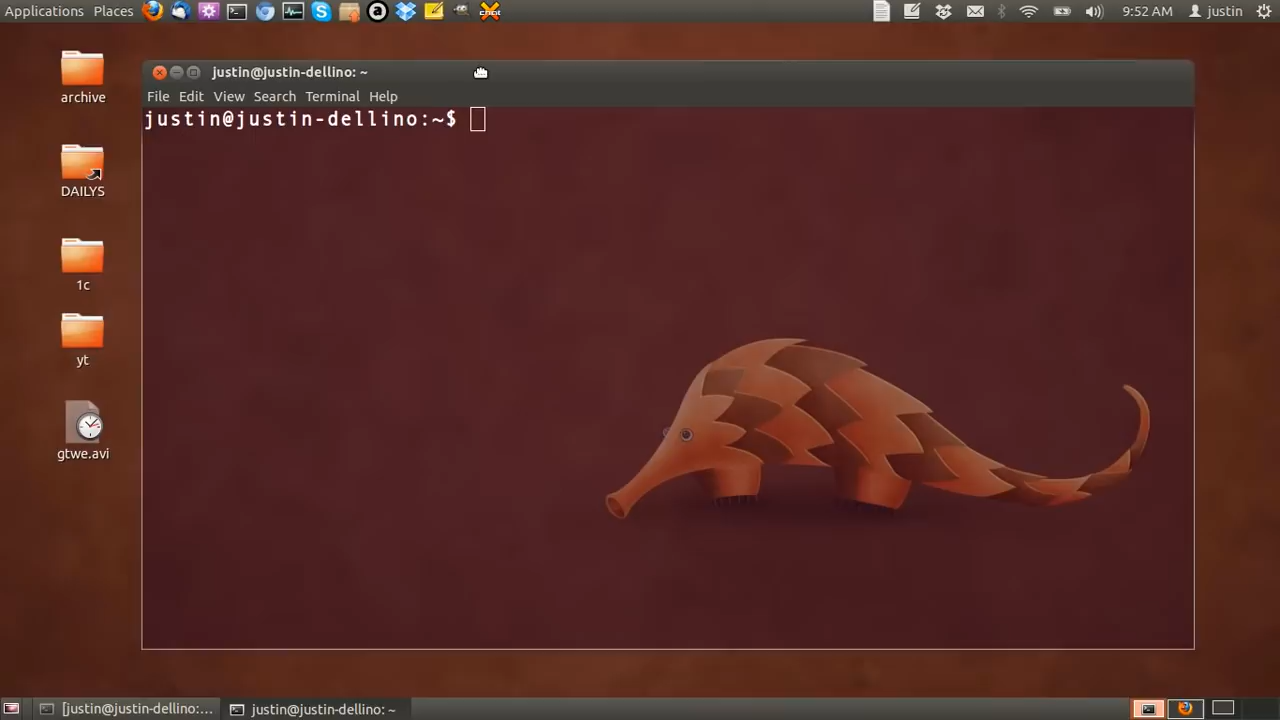 Applications Places
9:52 AM justin
archive
DAILYS
1c
yt
gtwe.avi
justin@justin-dellino: ~
File Edit View Search Terminal Help
justin@justin-dellino:~$
[justin@justin-dellino:...
justin@justin-dellino: ~